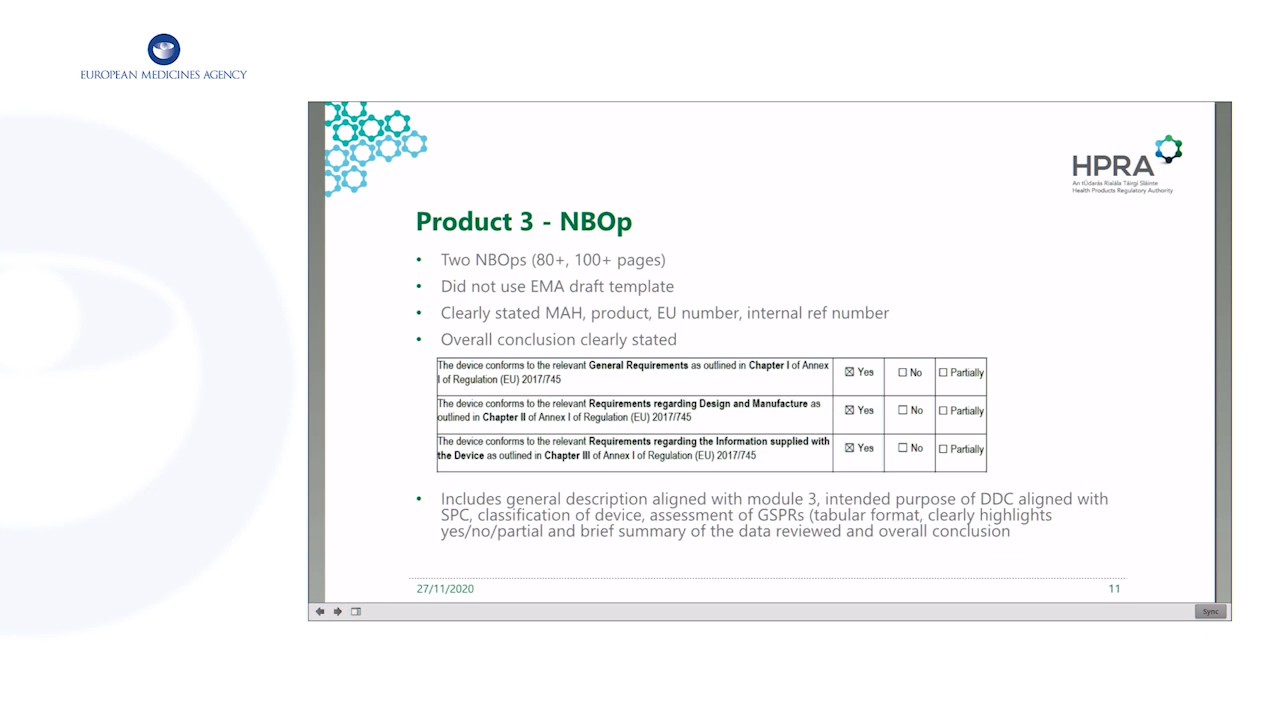 EUROPEAN MEDICINES AGENCY
HPRA
An tÚdarás Rialála Táirgí Sláinte
Health Products Regulatory Authority
Product 3 - NBOp
• Two NBOps (80+, 100+ pages)
• Did not use EMA draft template
• Clearly stated MAH, product, EU number, internal ref number
• Overall conclusion clearly stated
The device conforms to the relevant General Requirements as outlined in Chapter I of Annex
I of Regulation (EU) 2017/745
☒ Yes ☐ No ☐ Partially
The device conforms to the relevant Requirements regarding Design and Manufacture as
outlined in Chapter II of Annex I of Regulation (EU) 2017/745
☒ Yes ☐ No ☐ Partially
The device conforms to the relevant Requirements regarding the Information supplied with
the Device as outlined in Chapter III of Annex I of Regulation (EU) 2017/745
☒ Yes ☐ No ☐ Partially
• Includes general description aligned with module 3, intended purpose of DDC aligned with
SPC, classification of device, assessment of GSPRs (tabular format, clearly highlights
yes/no/partial and brief summary of the data reviewed and overall conclusion
27/11/2020
11
Sync